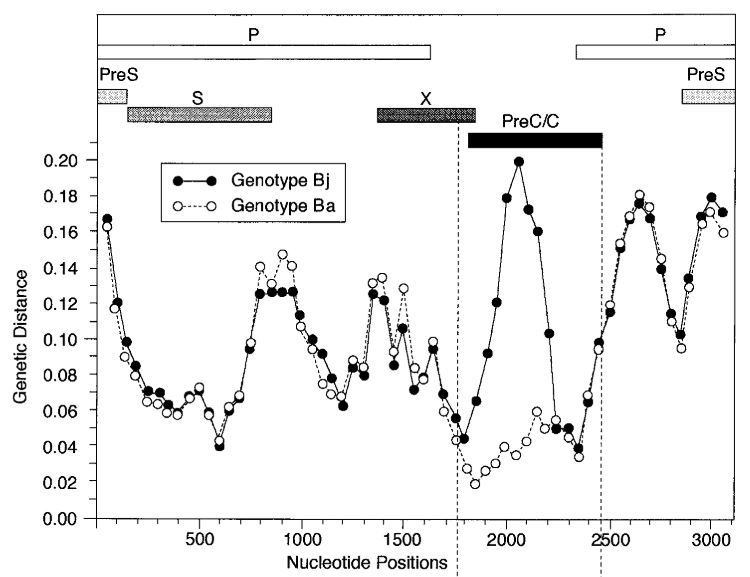 P P
PreS PreS
S X
PreC/C
0.20
0.18
0.16
0.14
0.12
0.10
0.08
0.06
0.04
0.02
0.00
Genetic Distance
Genotype Bj
Genotype Ba
500 1000 1500 2000 2500 3000
Nucleotide Positions